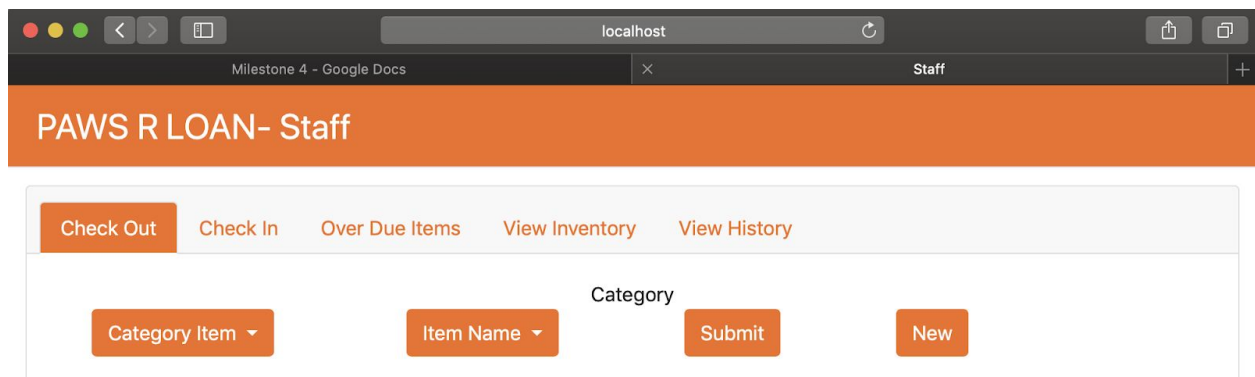 localhost
Milestone 4 - Google Docs Staff
PAWS R LOAN- Staff
Check Out Check In Over Due Items View Inventory View History
Category
Category Item Item Name Submit New